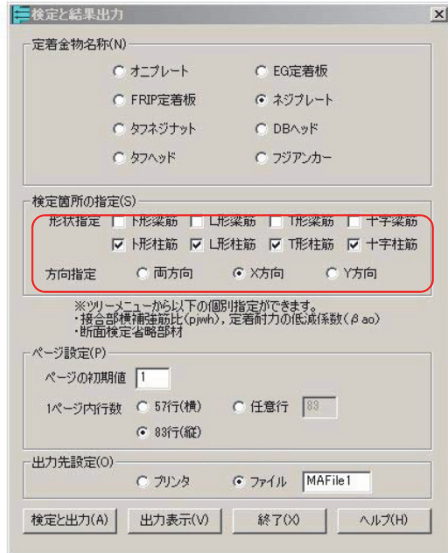 検定と結果出力
定着金物名称(N)
オニプレート
EG定着板
FRIP定着板
ネジプレート
タフネジナット
DBヘッド
タフヘッド
フジアンカー
検定箇所の指定(S)
形状指定 ト形梁筋 L形梁筋 T形梁筋 十字梁筋
ト形柱筋 L形柱筋 T形柱筋 十字柱筋
方向指定 両方向 X方向 Y方向
※ツリーメニューから以下の個別指定ができます。
・接合部横補強筋比(pjwh), 定着耐力の低減係数(βao)
・断面検定省略部材
ページ設定(P)
ページの初期値 1
1ページ内行数 57行(横) 任意行 83
83行(縦)
出力先設定(O)
プリンタ ファイル MAFile1
検定と出力(A) 出力表示(V) 終了(X) ヘルプ(H)